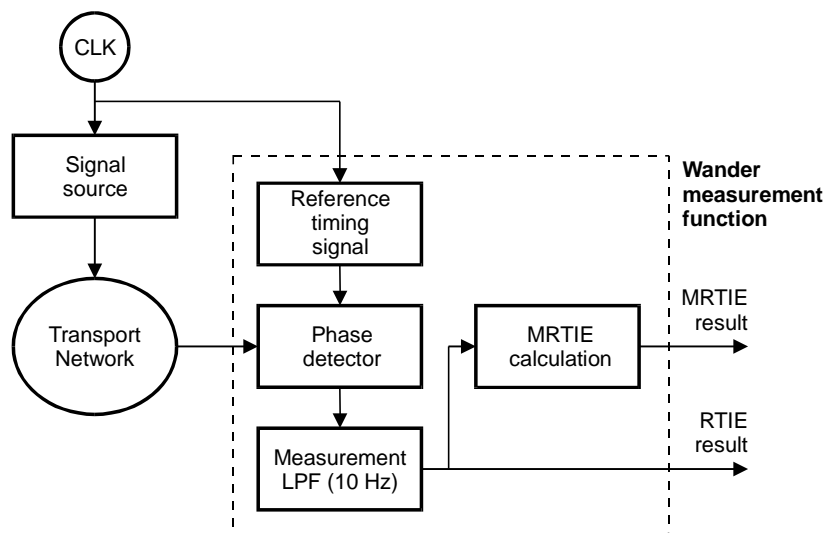 CLK
Signal
source
Reference
timing
signal
Wander
measurement
function
Transport
Network
Phase
detector
MRTIE
calculation
MRTIE
result
Measurement
LPF (10 Hz)
RTIE
result